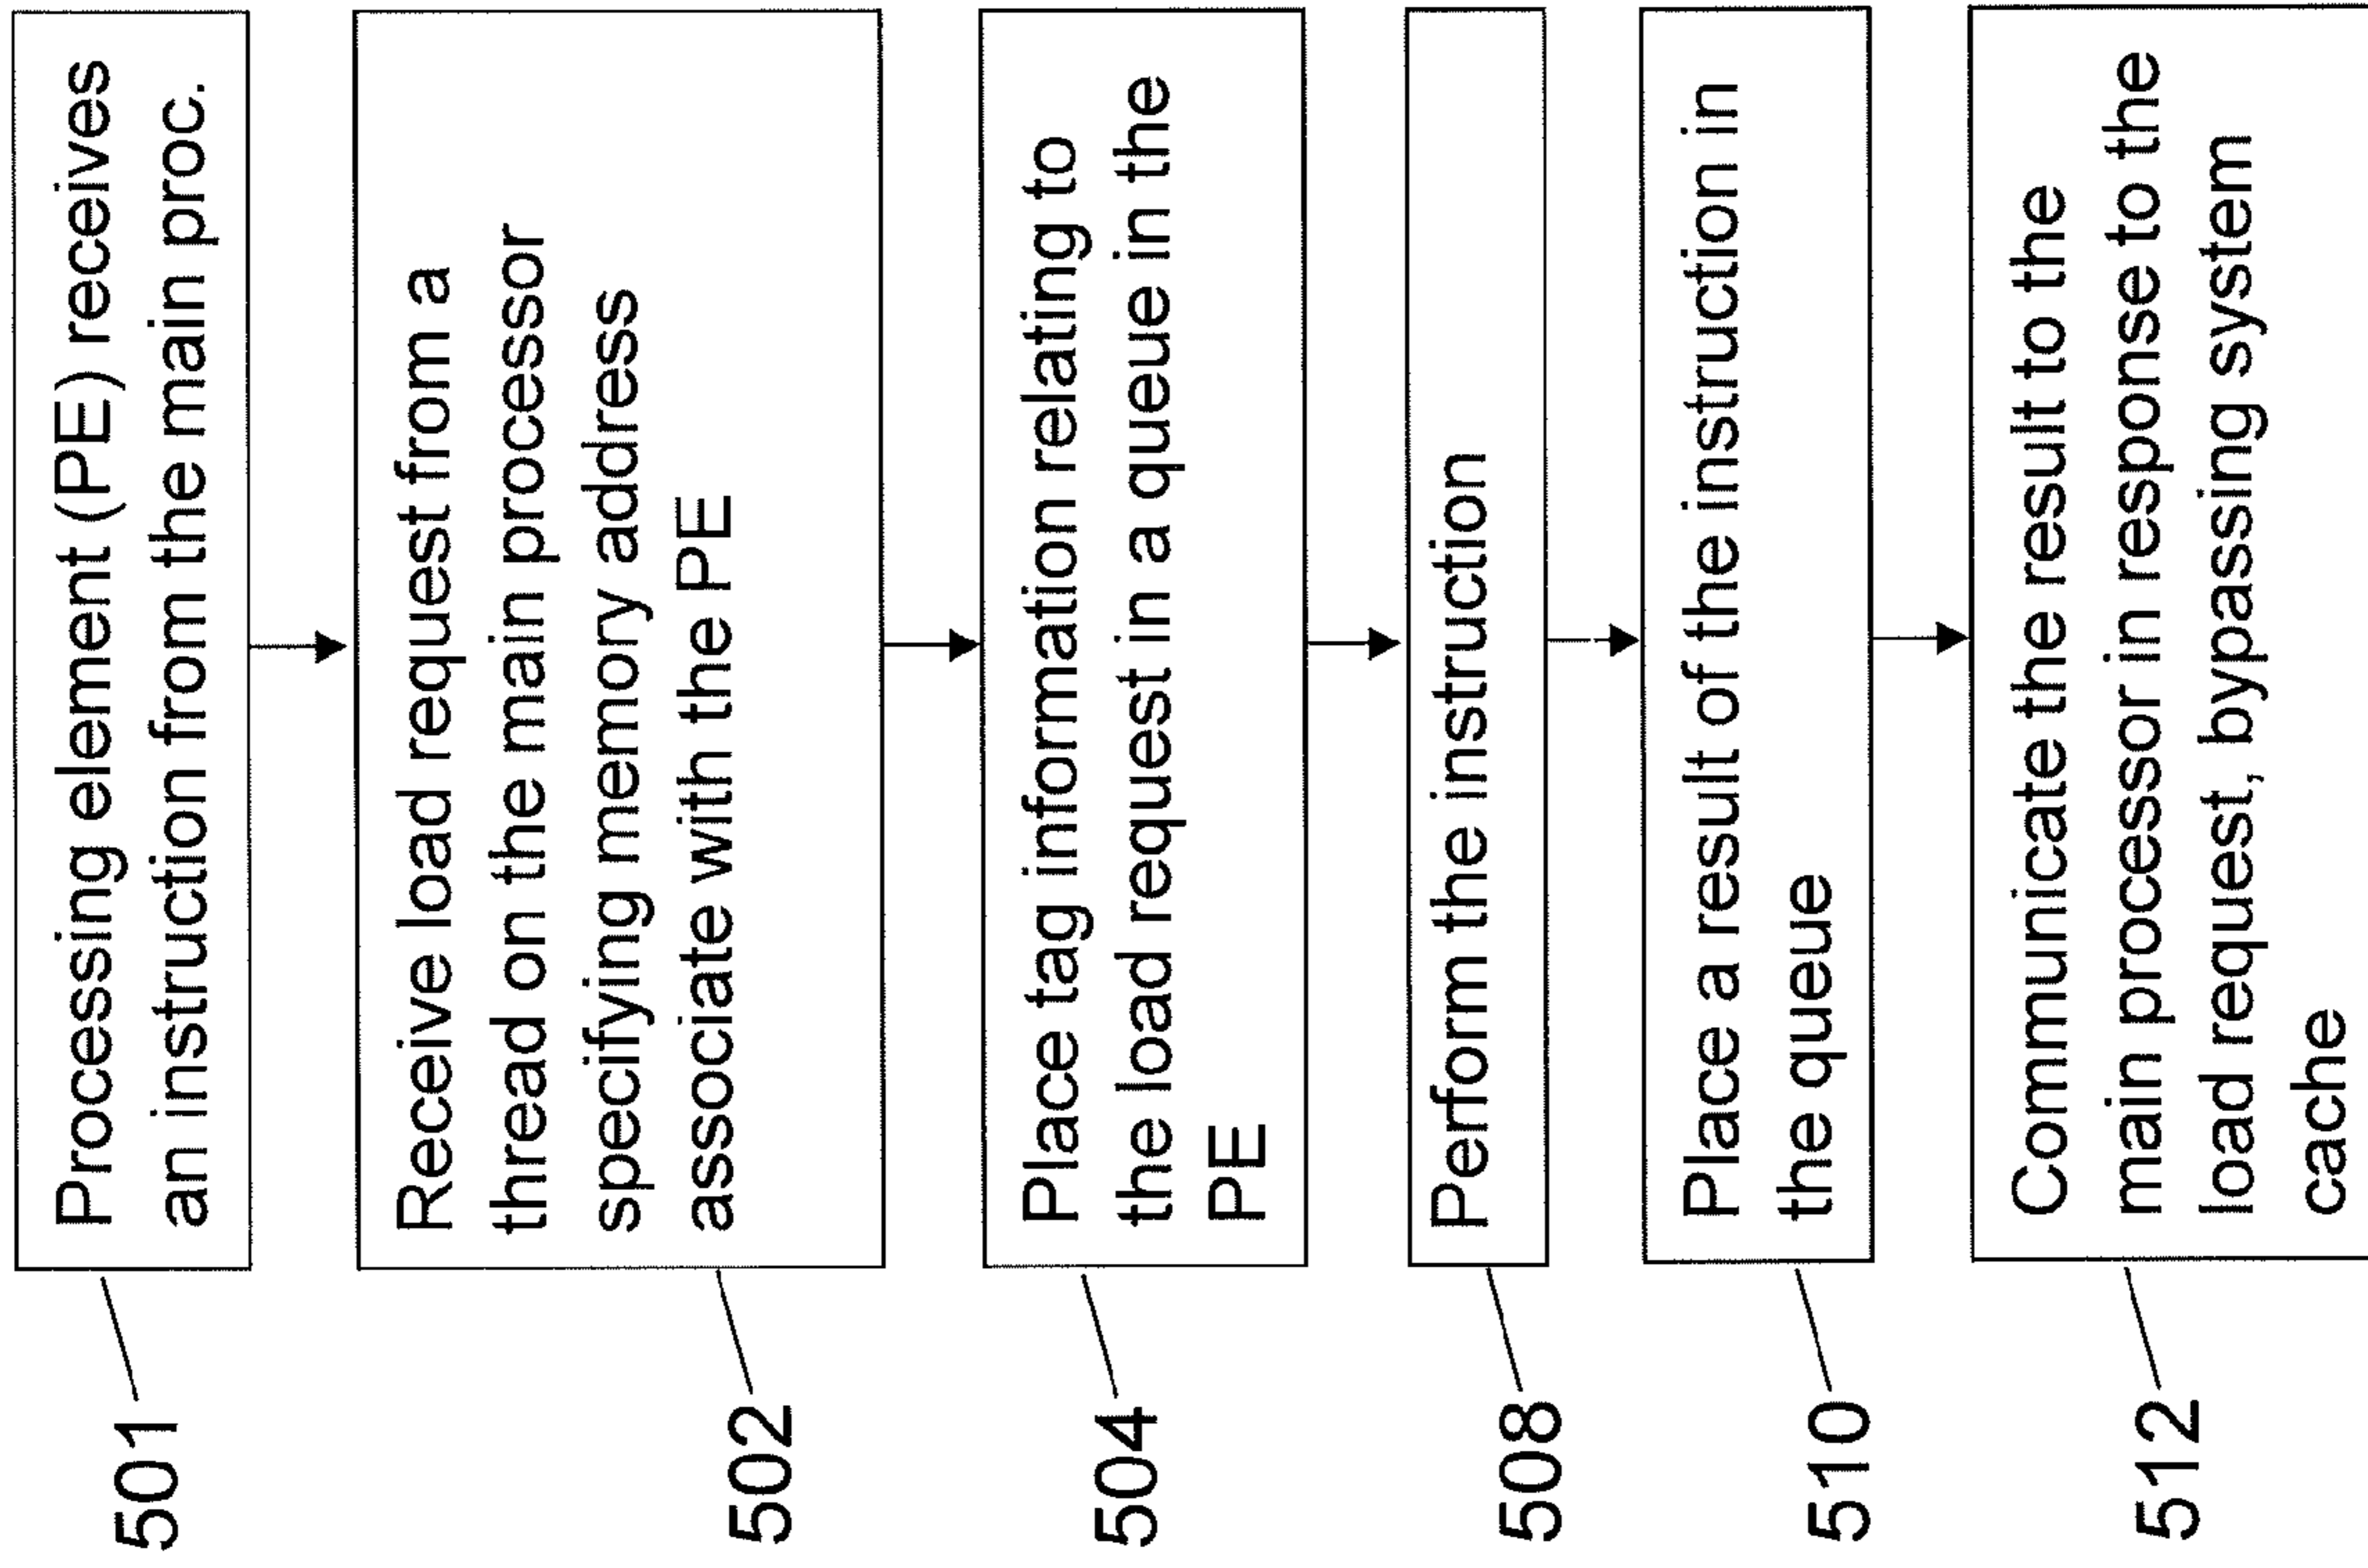 501
Processing element (PE) receives
an instruction from the main proc.
502
Receive load request from a
thread on the main processor
specifying memory address
associate with the PE
504
Place tag information relating to
the load request in a queue in the
PE
508
Perform the instruction
510
Place a result of the instruction in
the queue
512
Communicate the result to the
main processor in response to the
load request, bypassing system
cache